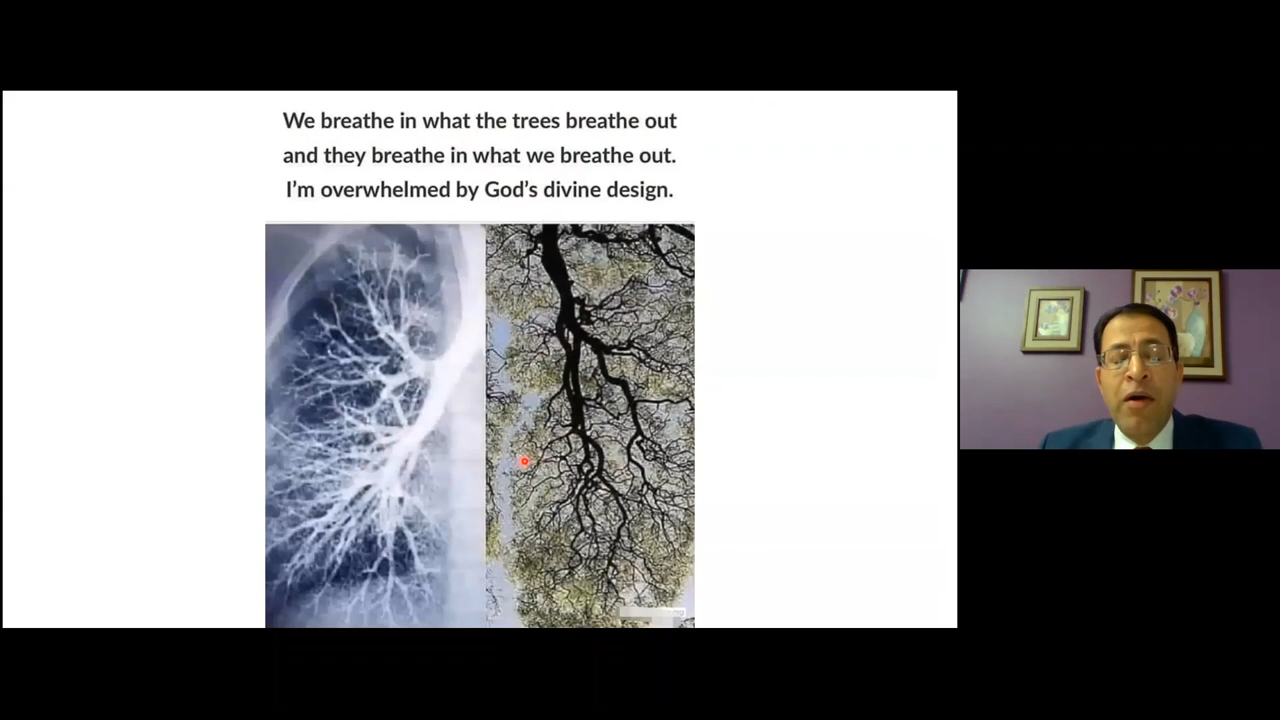 We breathe in what the trees breathe out
and they breathe in what we breathe out.
I’m overwhelmed by God’s divine design.